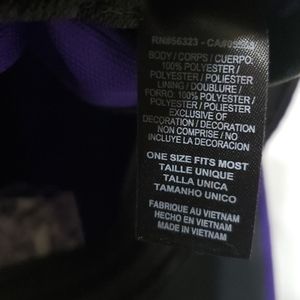 RN#56323 - CA#05
BODY / CORPS / CUERPO:
100% POLYESTER /
POLYESTER / POLIESTER
LINING / DOUBLURE /
FORRO. 100% POLYESTER /
POLYESTER / POLIESTER
EXCLUSIVE OF
DECORATION / DECORATION
NON COMPRISE / NO
INCLUYE LA DECORACION
ONE SIZE FITS MOST
TAILLE UNIQUE
TALLA UNICA
TAMANHO UNICO
FABRIQUE AU VIETNAM
HECHO EN VIETNAM
MADE IN VIETNAM